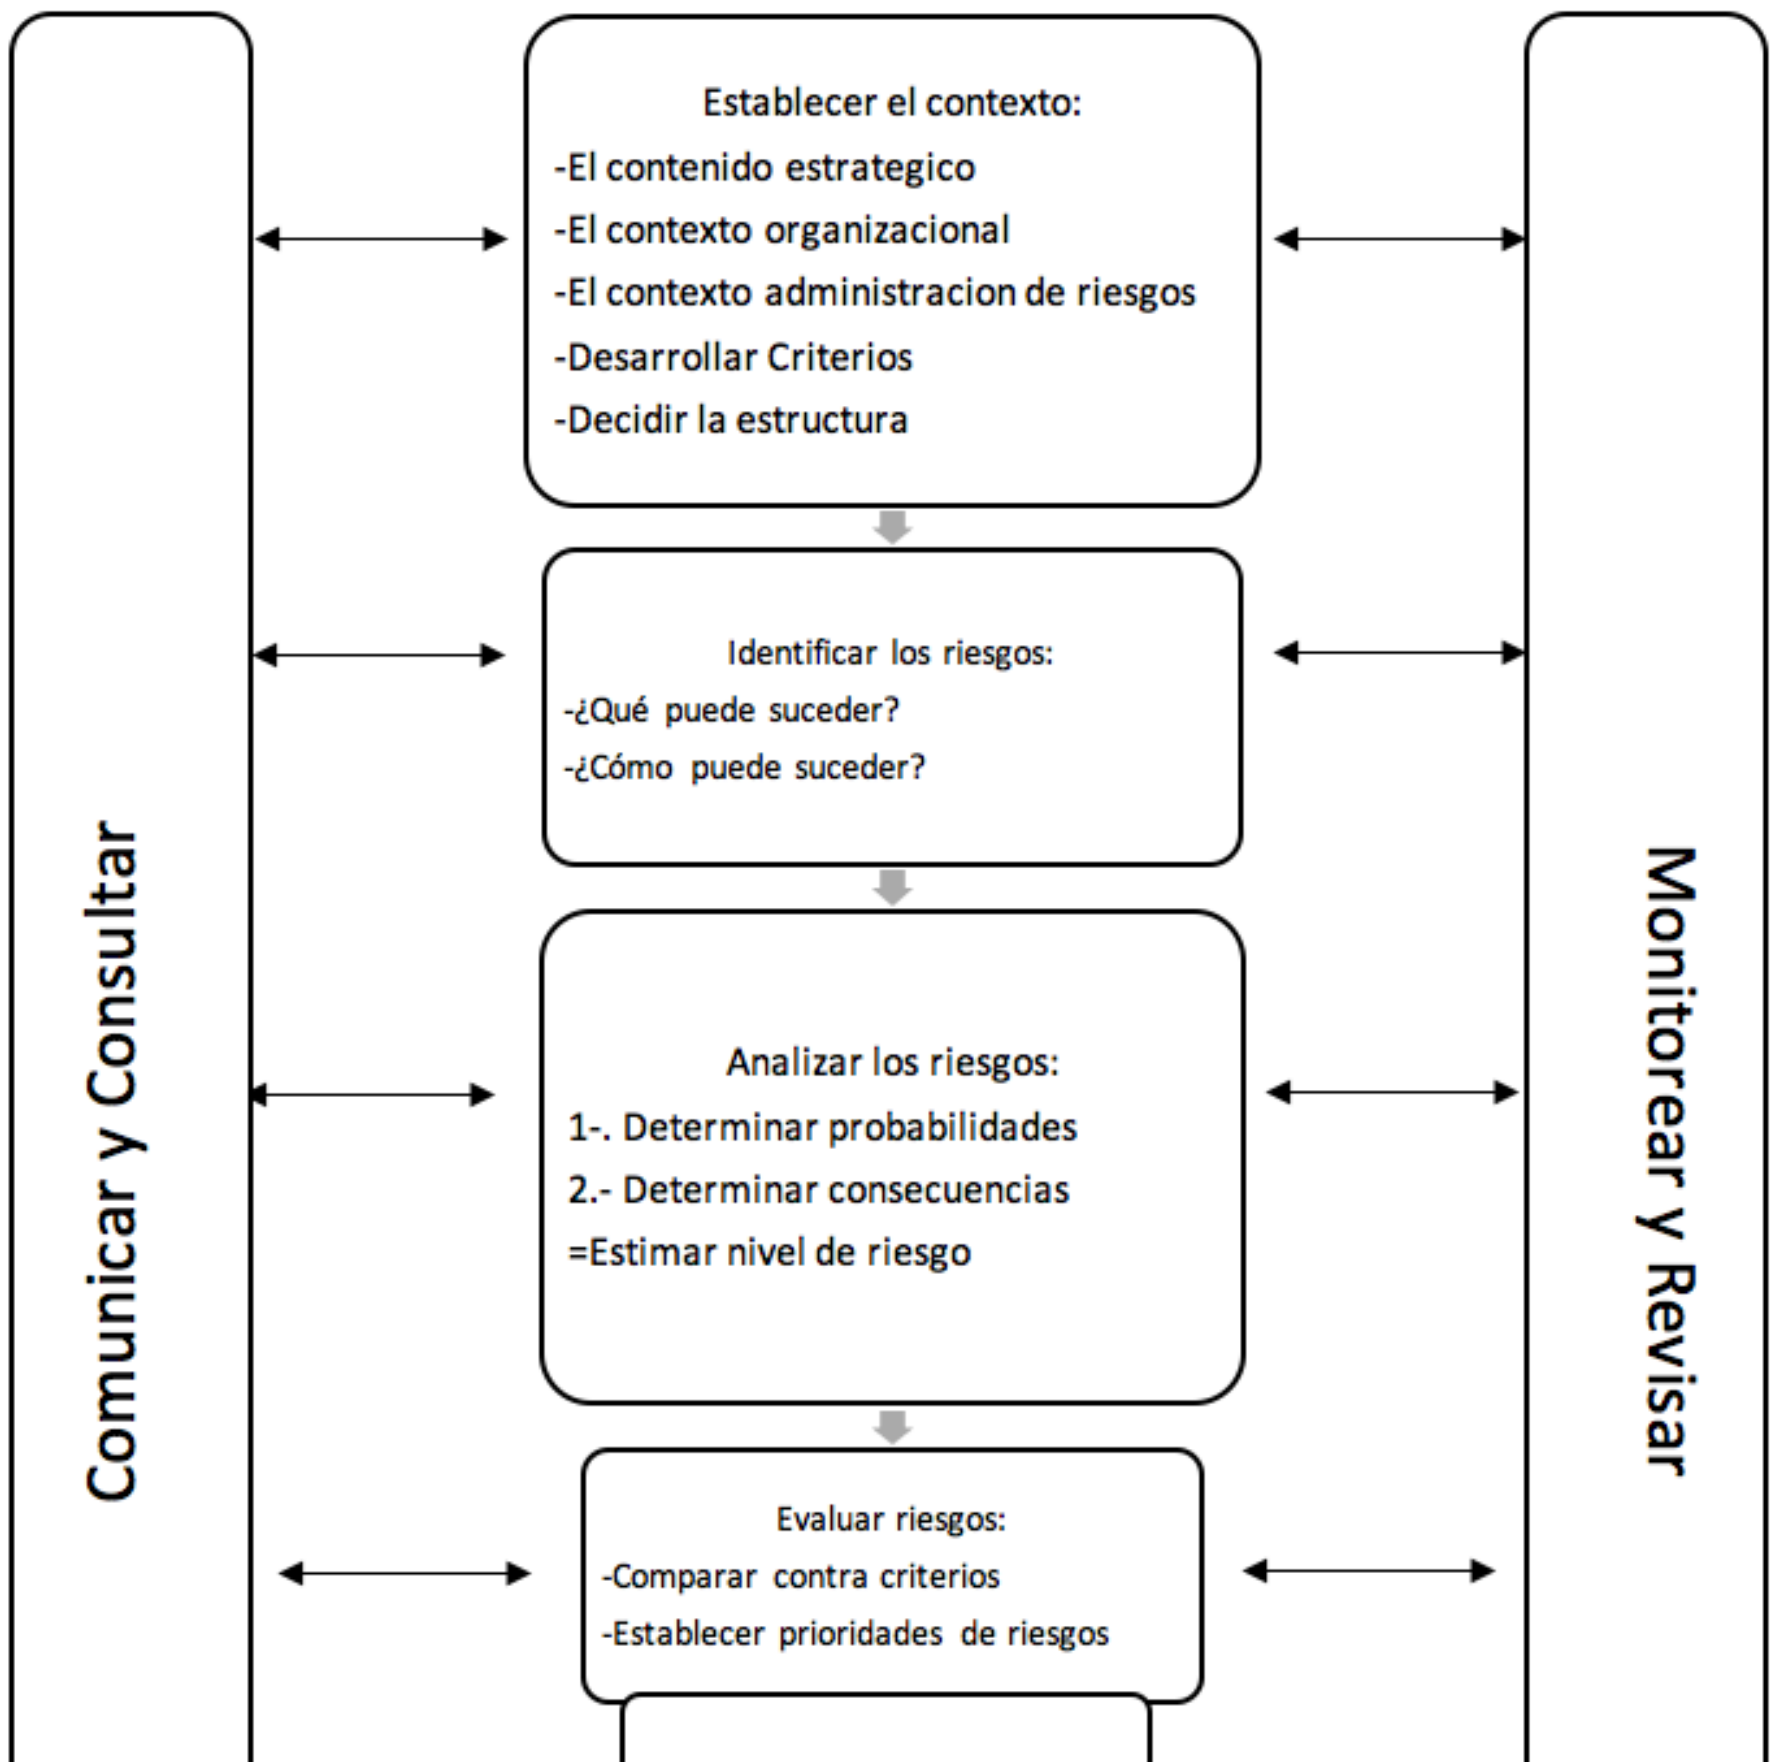 Comunicar y Consultar
Establecer el contexto:
-El contenido estrategico
-El contexto organizacional
-El contexto administracion de riesgos
-Desarrollar Criterios
-Decidir la estructura
Identificar los riesgos:
-¿Qué puede suceder?
-¿Cómo puede suceder?
Analizar los riesgos:
1-. Determinar probabilidades
2.- Determinar consecuencias
=Estimar nivel de riesgo
Evaluar riesgos:
-Comparar contra criterios
-Establecer prioridades de riesgos
Monitorear y Revisar